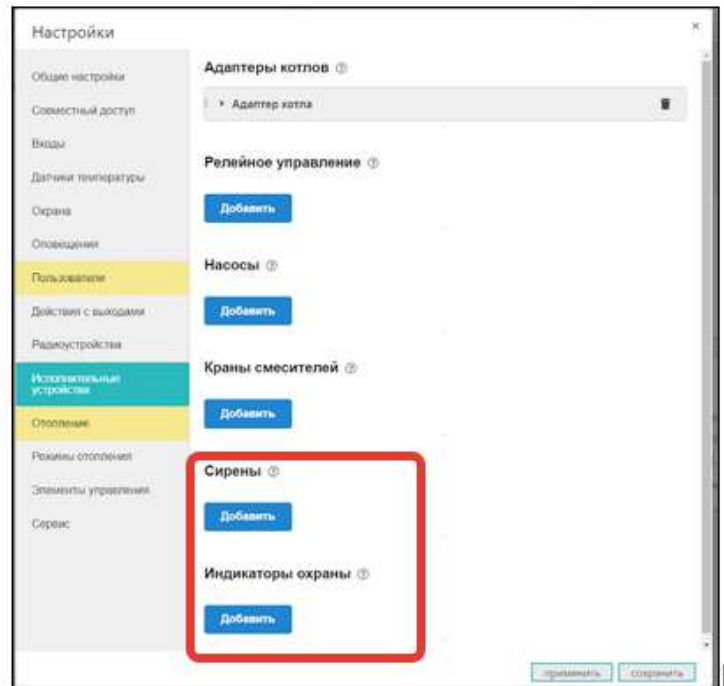 Настройки
×
Общие настройки
Совместный доступ
Входы
Датчики температуры
Охрана
Оповещения
Пользователи
Действия с выходами
Радиоустройства
Исполнительные
устройства
Отопление
Режимы отопления
Элементы управления
Сервис
Адаптеры котлов ?
Адаптер котла
Релейное управление ?
Добавить
Насосы ?
Добавить
Краны смесителей ?
Добавить
Сирены ?
Добавить
Индикаторы охраны ?
Добавить
применить сохранить